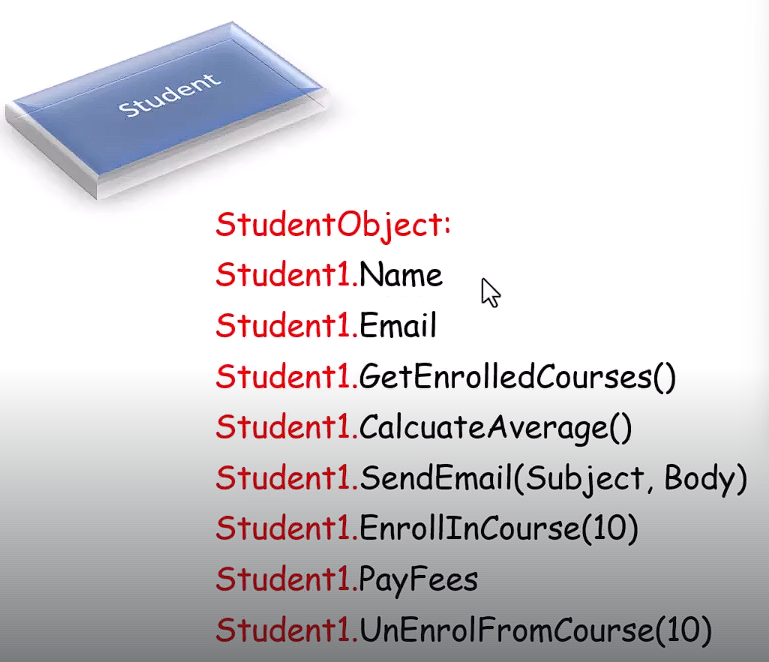 Student
StudentObject:
Student1.Name
Student1.Email
Student1.GetEnrolledCourses()
Student1.CalcuateAverage()
Student1.SendEmail(Subject, Body)
Student1.EnrollInCourse(10)
Student1.PayFees
Student1.UnEnrolFromCourse(10)